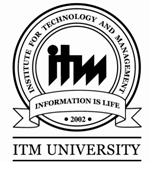 INSTITUTE FOR TECHNOLOGY AND MANAGEMENT
itm
INFORMATION IS LIFE
• 2002 •
ITM UNIVERSITY